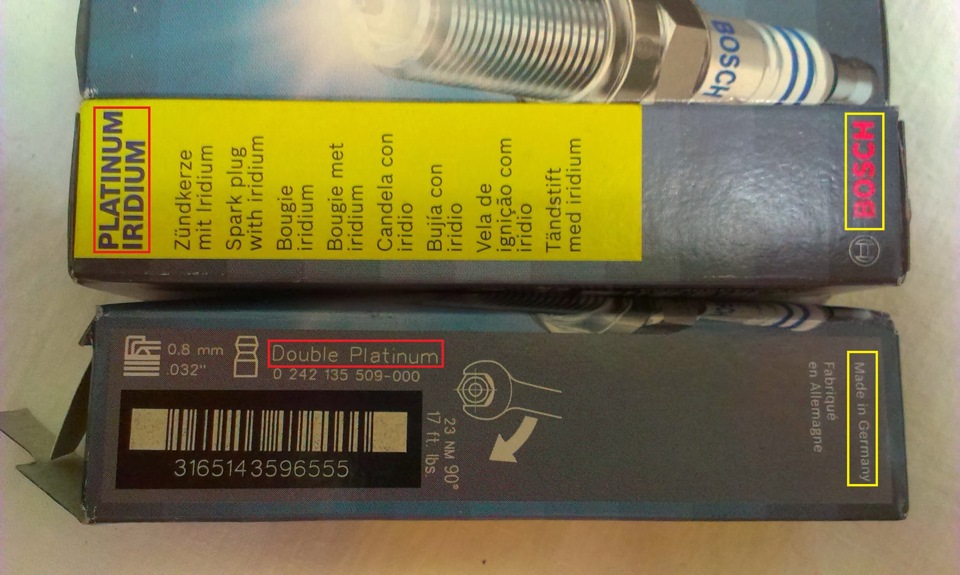 BOSCH
PLATINUM
IRIDIUM
Zündkerze
mit Iridium
Spark plug
with iridium
Bougie
iridium
Bougie met
iridium
Candela con
iridio
Bujía con
iridio
Vela de
ignição com
iridio
Tändstift
med iridium
BOSCH
0.8 mm
.032"
Double Platinum
0 242 135 509-000
3165143596555
23 NM 90°
17 ft. lbs.
Made in Germany
Fabriqué
en Allemagne